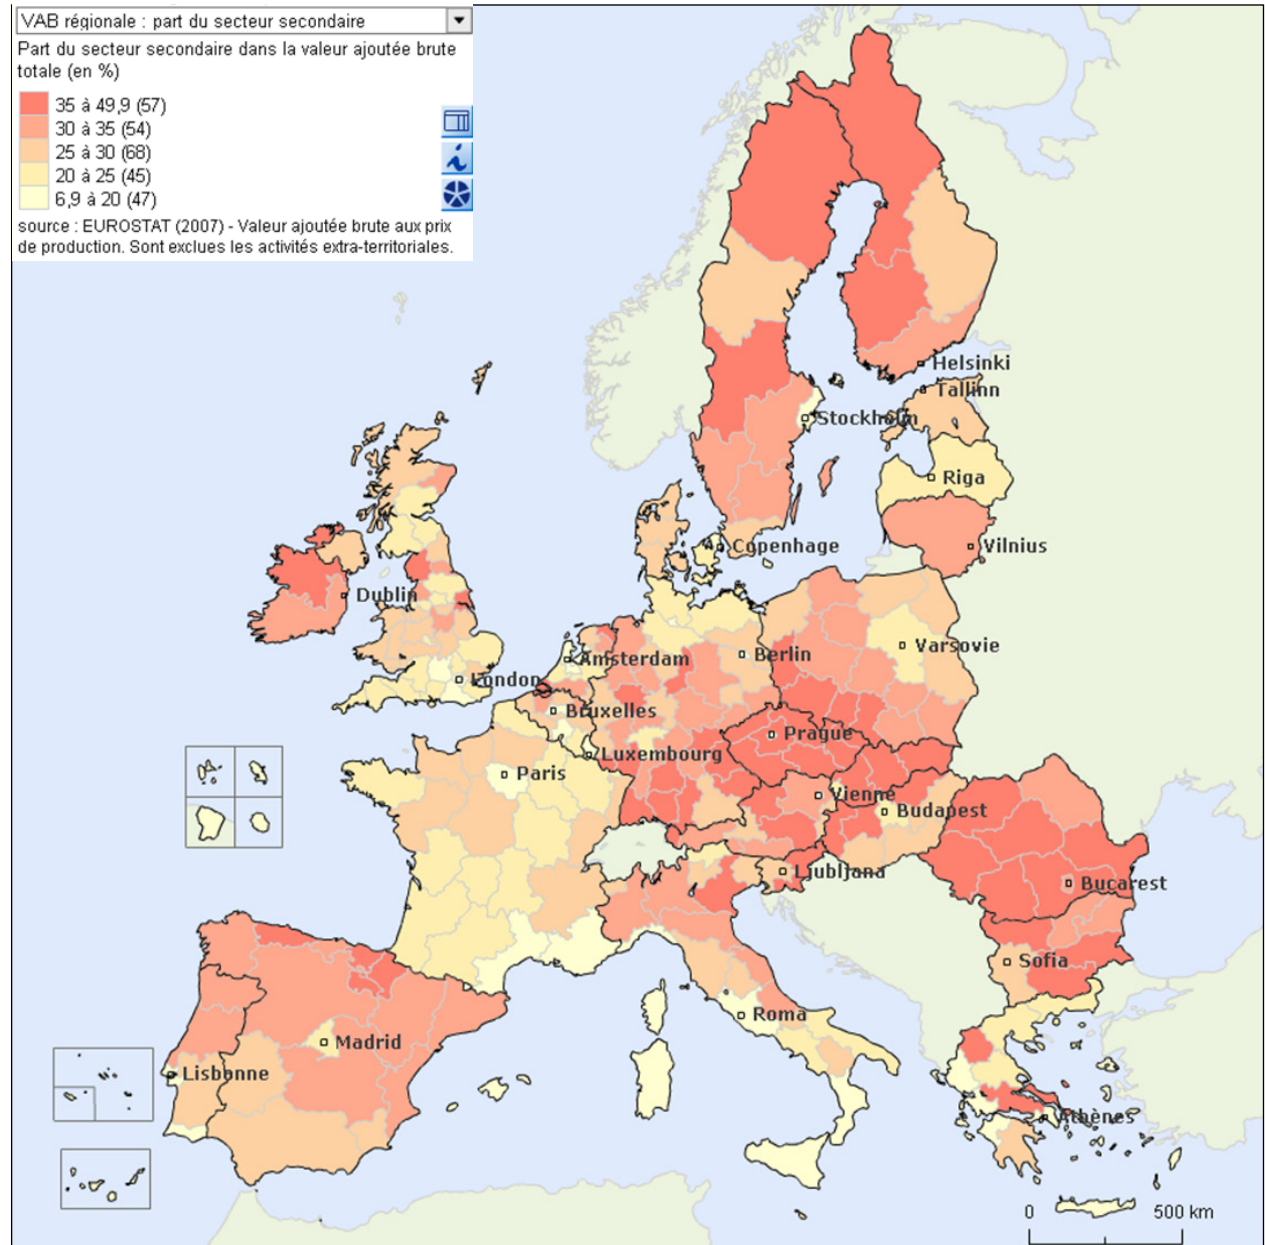 VAB régionale : part du secteur secondaire
Part du secteur secondaire dans la valeur ajoutée brute
totale (en %)
35 à 49,9 (57)
30 à 35 (54)
25 à 30 (68)
20 à 25 (45)
6,9 à 20 (47)
source : EUROSTAT (2007) - Valeur ajoutée brute aux prix
de production. Sont exclues les activités extra-territoriales.
Helsinki
Tallinn
Stockholm
Riga
Copenhage
Vilnius
Dublin
Varsovie
Berlin
Amsterdam
London
Bruxelles
Prague
Luxembourg
Paris
Vienne
Budapest
Ljubljana
Bucarest
Sofia
Roma
Madrid
Lisbonne
Athènes
0 500 km